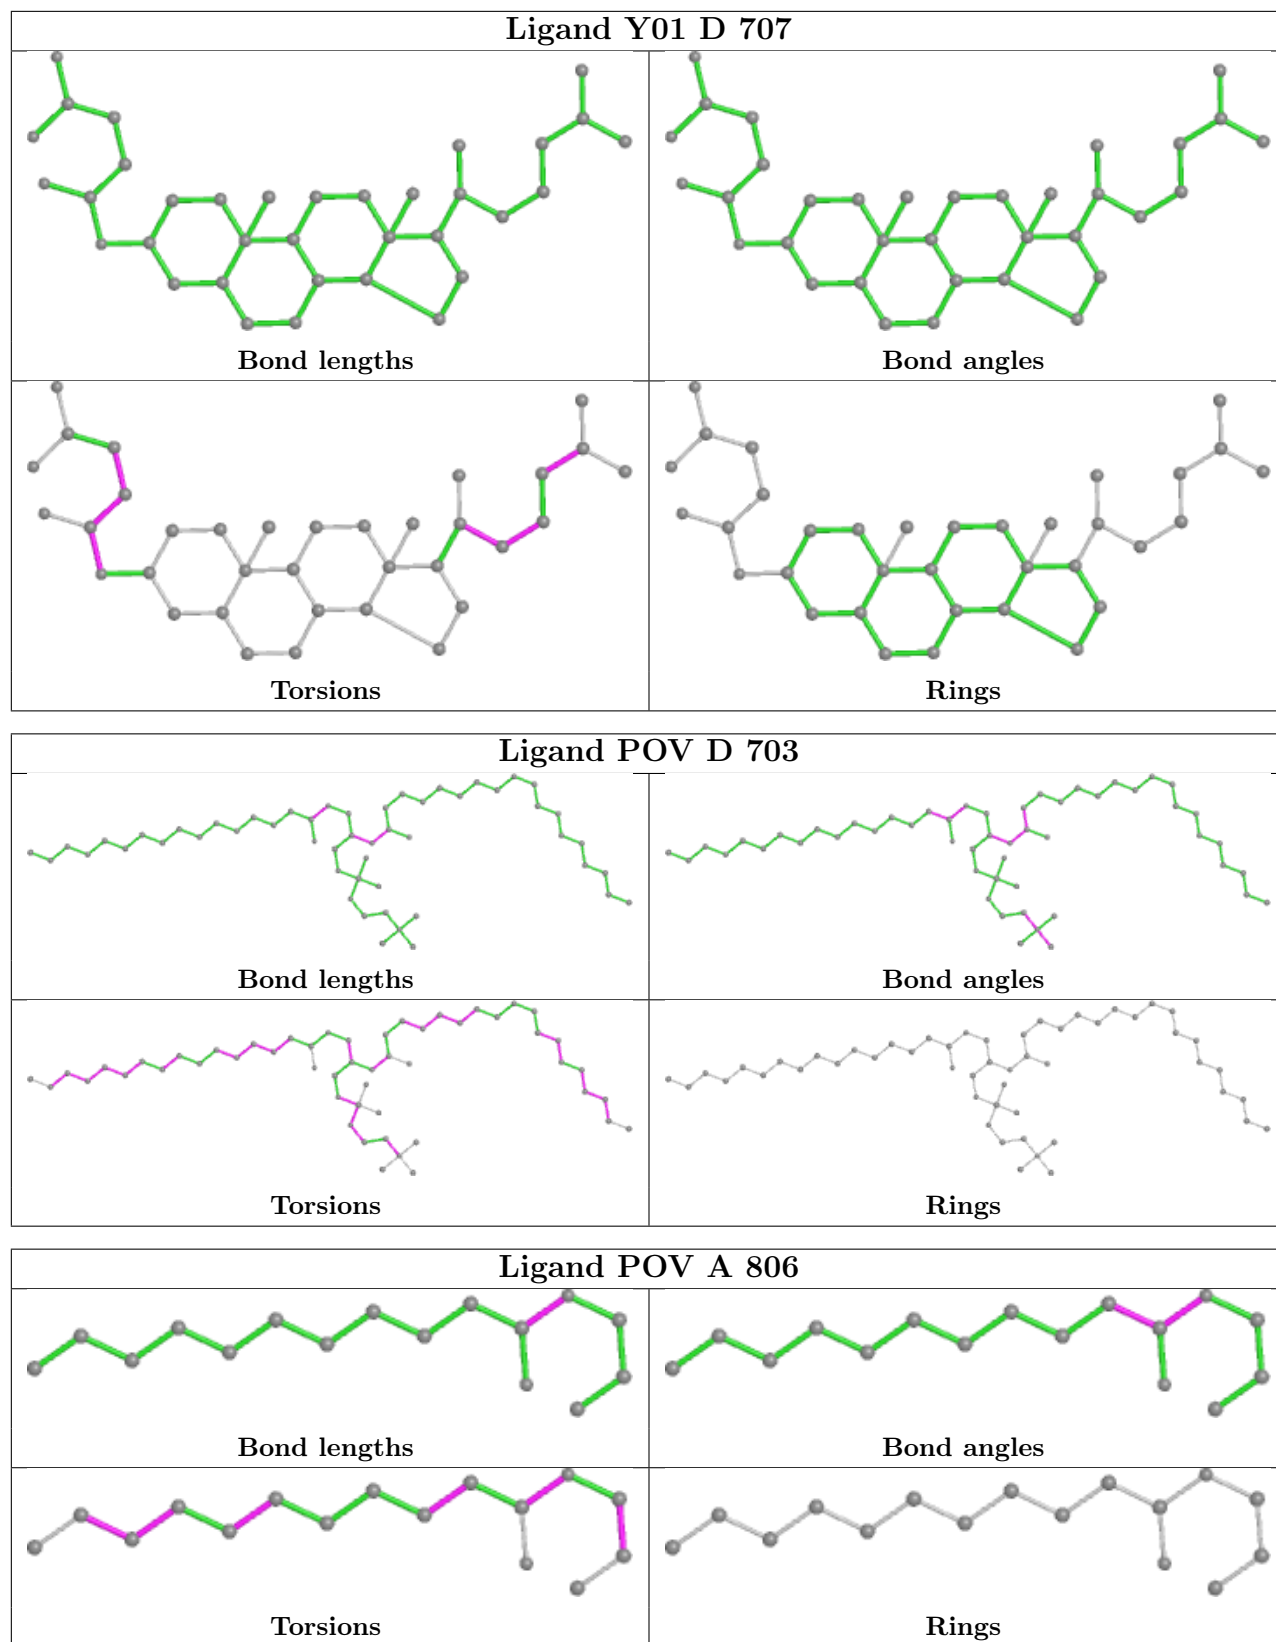 Ligand Y01 D 707
Bond lengths
Bond angles
Torsions
Rings
Ligand POV D 703
Bond lengths
Bond angles
Torsions
Rings
Ligand POV A 806
Bond lengths
Bond angles
Torsions
Rings